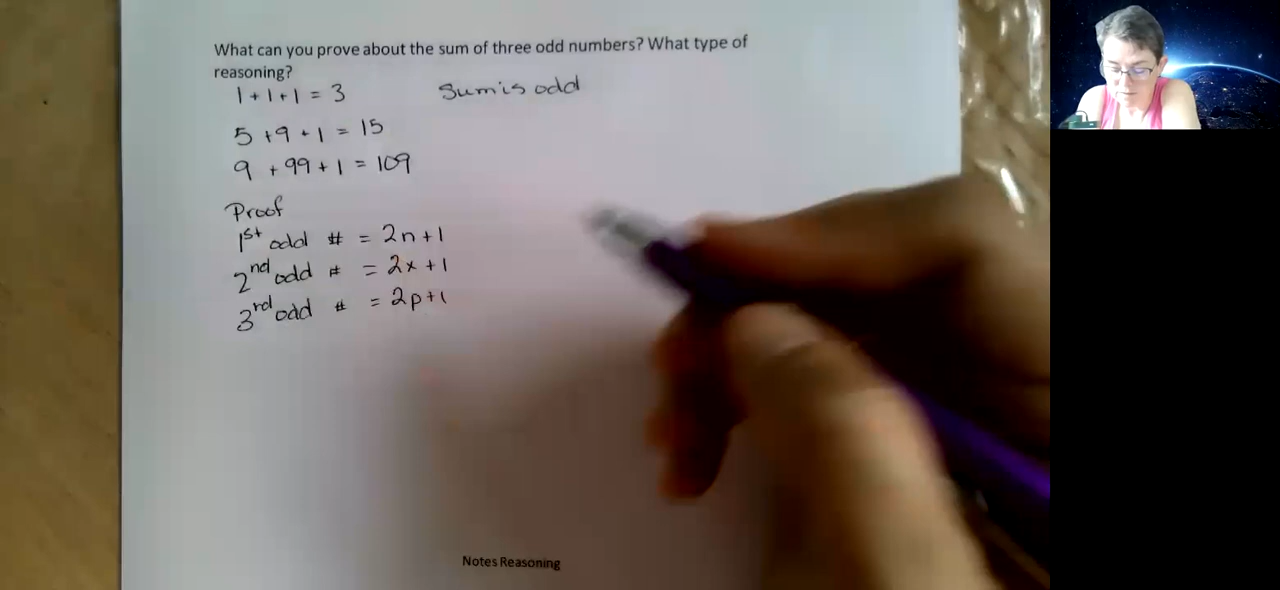 What can you prove about the sum of three odd numbers? What type of
reasoning?
1 + 1 + 1 = 3
Sum is odd
5 + 9 + 1 = 15
9 + 99 + 1 = 109
Proof
1st odd # = 2n + 1
2nd odd # = 2x + 1
3rd odd # = 2p + 1
Notes Reasoning